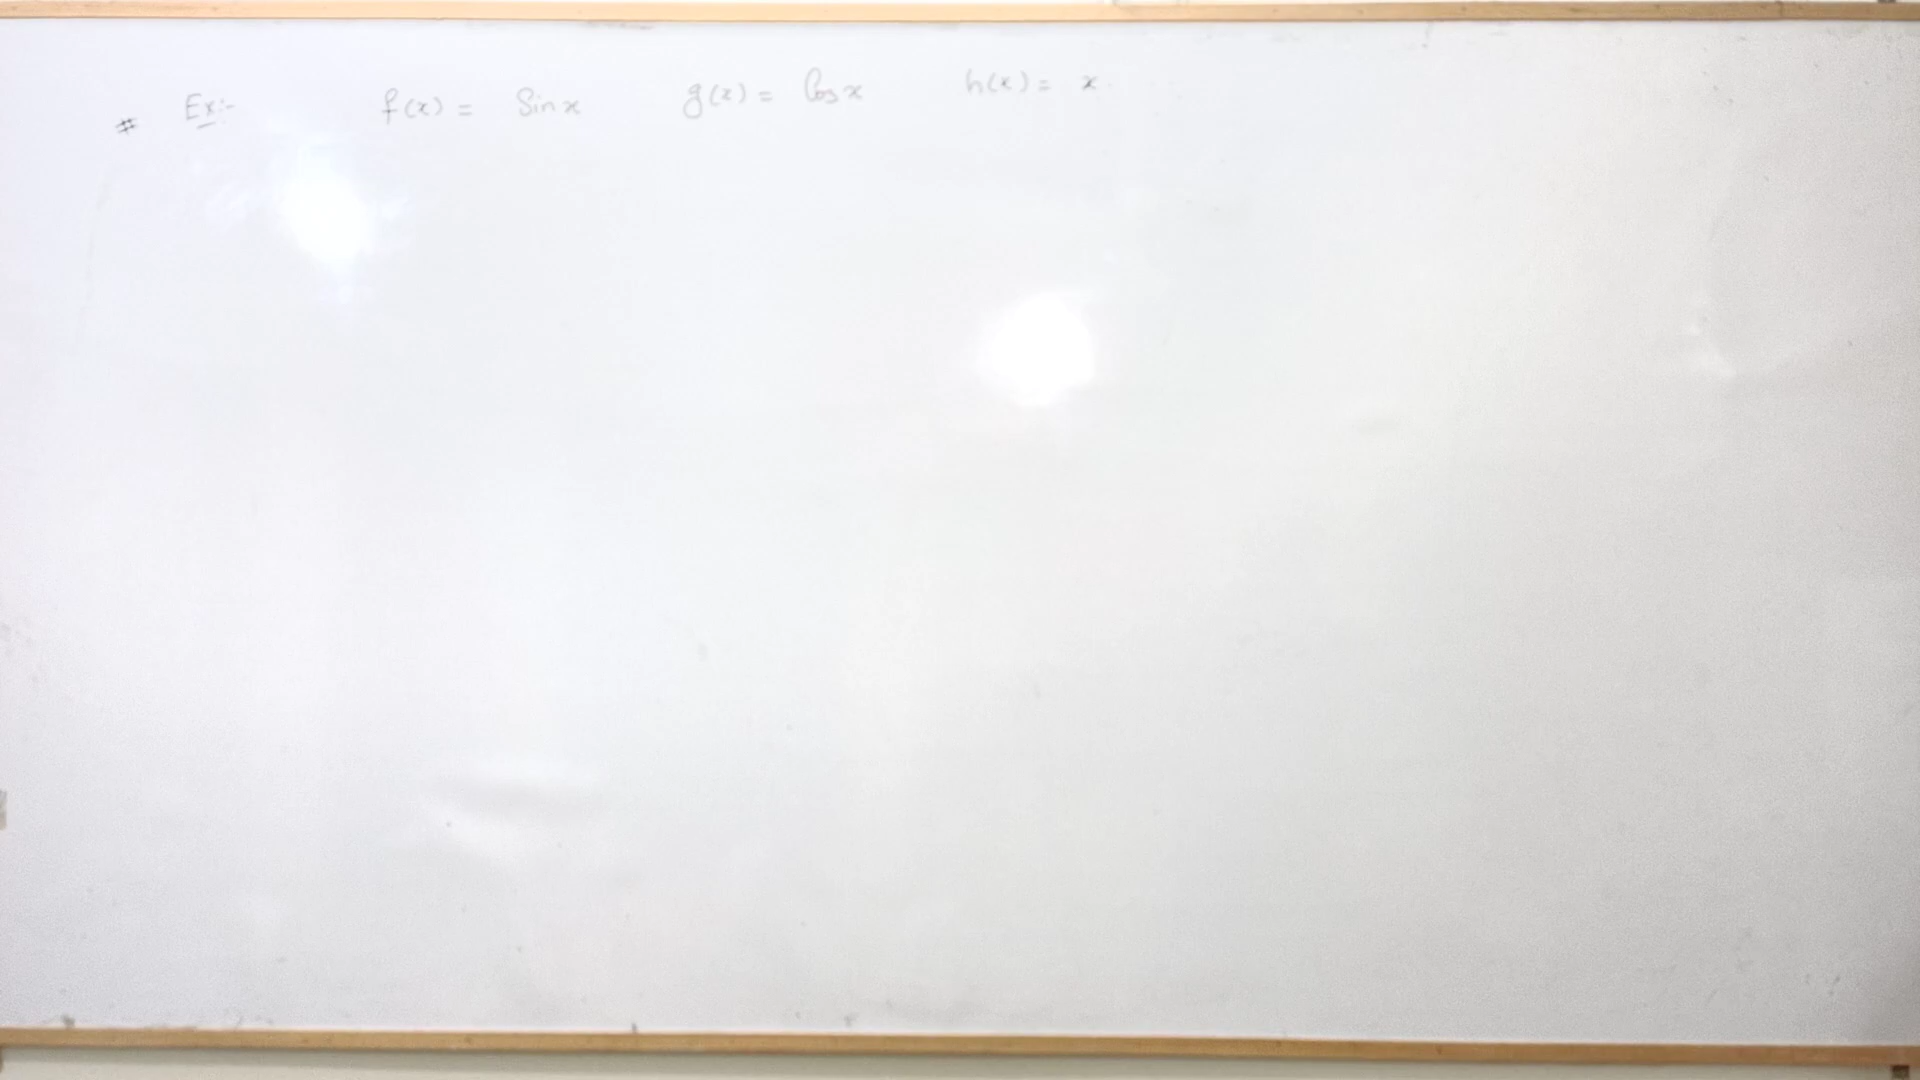 # Ex:- f(x) = Sin x g(x) = Cos x h(x) = x.